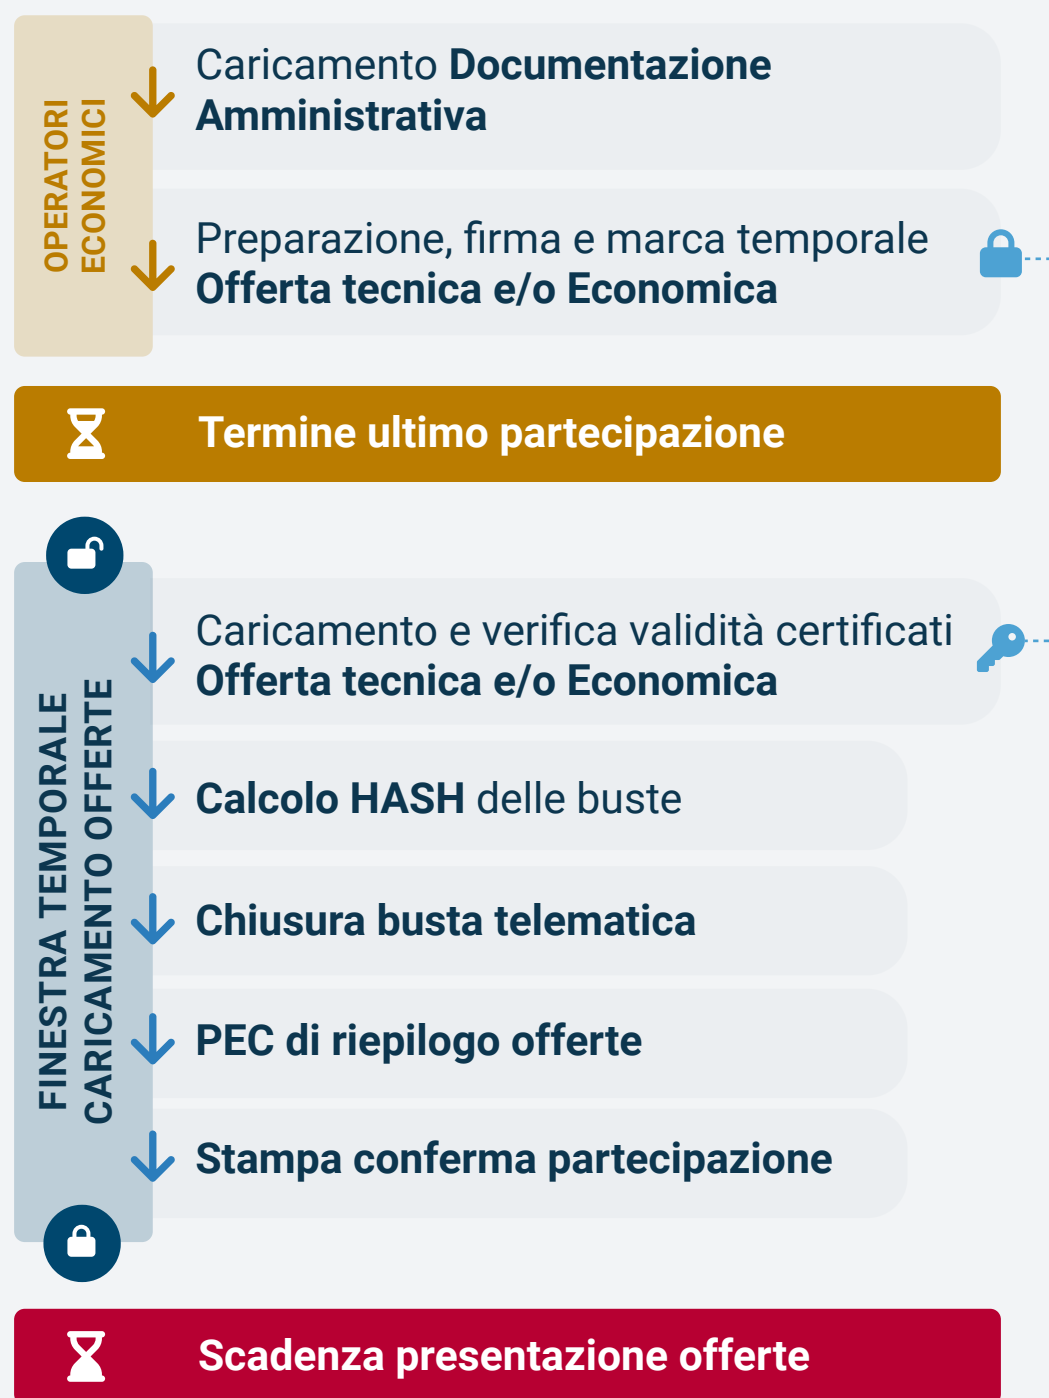 OPERATORI
ECONOMICI
Caricamento Documentazione
Amministrativa
Preparazione, firma e marca temporale
Offerta tecnica e/o Economica
Termine ultimo partecipazione
FINESTRA TEMPORALE
CARICAMENTO OFFERTE
Caricamento e verifica validità certificati
Offerta tecnica e/o Economica
Calcolo HASH delle buste
Chiusura busta telematica
PEC di riepilogo offerte
Stampa conferma partecipazione
Scadenza presentazione offerte